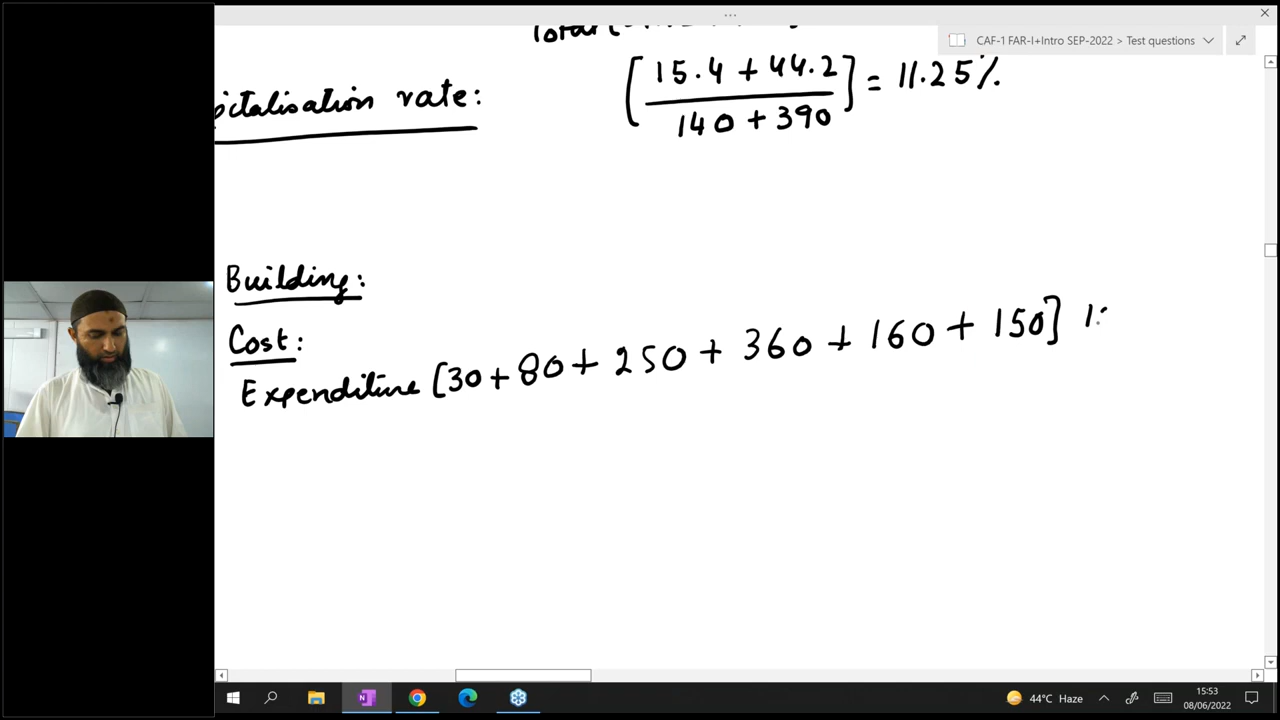 Total
CAF-1 FAR-I+Intro SEP-2022 > Test questions
pitalisation rate:
[15.4 + 44.2 / 140 + 390] = 11.25%
Building:
Cost:
Expenditure [30 + 80 + 250 + 360 + 160 + 150]
44°C Haze
15:53
08/06/2022